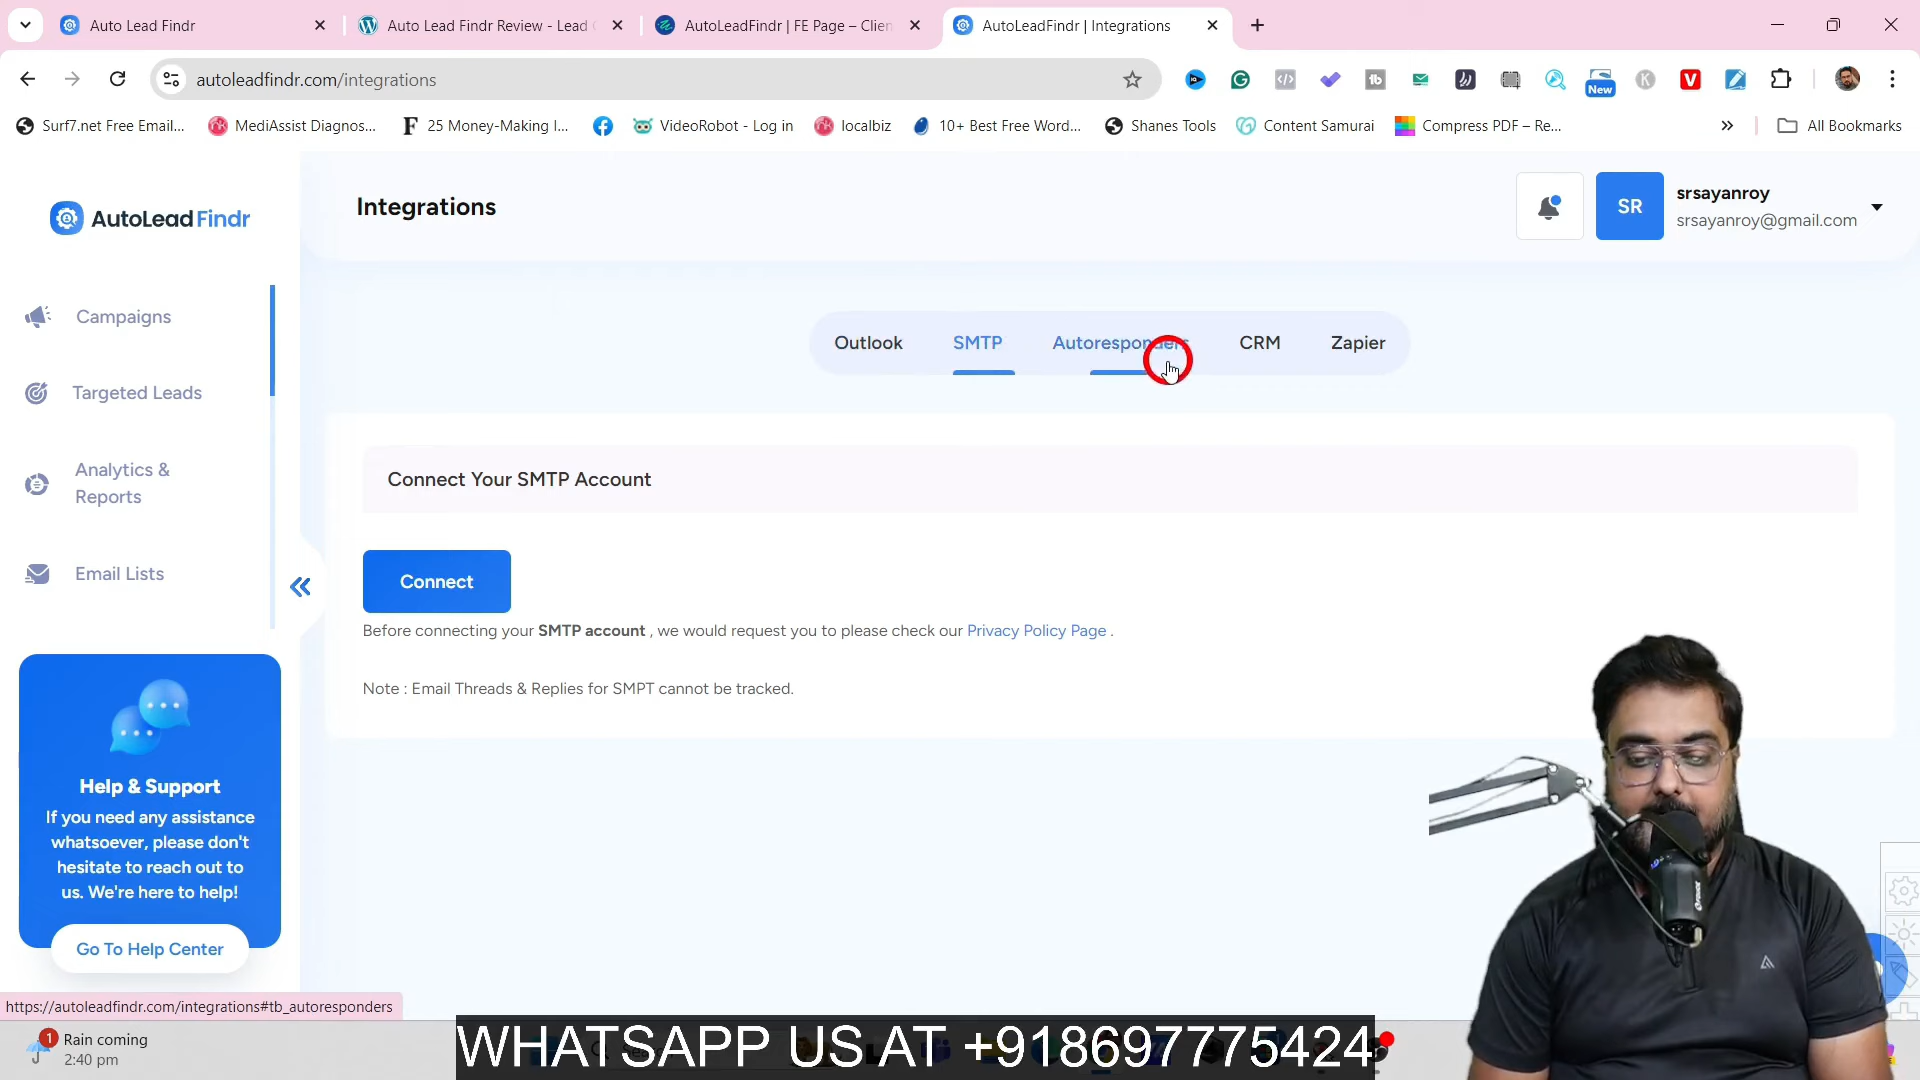 Auto Lead Findr
Auto Lead Findr Review - Lead
AutoLeadFindr | FE Page – Clien
AutoLeadFindr | Integrations
autoleadfindr.com/integrations
New
Surf7.net Free Email...
MediAssist Diagnos...
25 Money-Making I...
VideoRobot - Log in
localbiz
10+ Best Free Word...
Shanes Tools
Content Samurai
Compress PDF – Re...
All Bookmarks
AutoLead Findr
Integrations
SR
srsayanroy
srsayanroy@gmail.com
Campaigns
Targeted Leads
Analytics &
Reports
Email Lists
Outlook
SMTP
Autoresponders
CRM
Zapier
Connect Your SMTP Account
Connect
Before connecting your SMTP account , we would request you to please check our Privacy Policy Page .
Note : Email Threads & Replies for SMPT cannot be tracked.
Help & Support
If you need any assistance
whatsoever, please don't
hesitate to reach out to
us. We're here to help!
Go To Help Center
https://autoleadfindr.com/integrations#tb_autoresponders
1
Rain coming
2:40 pm
WHATSAPP US AT +918697775424